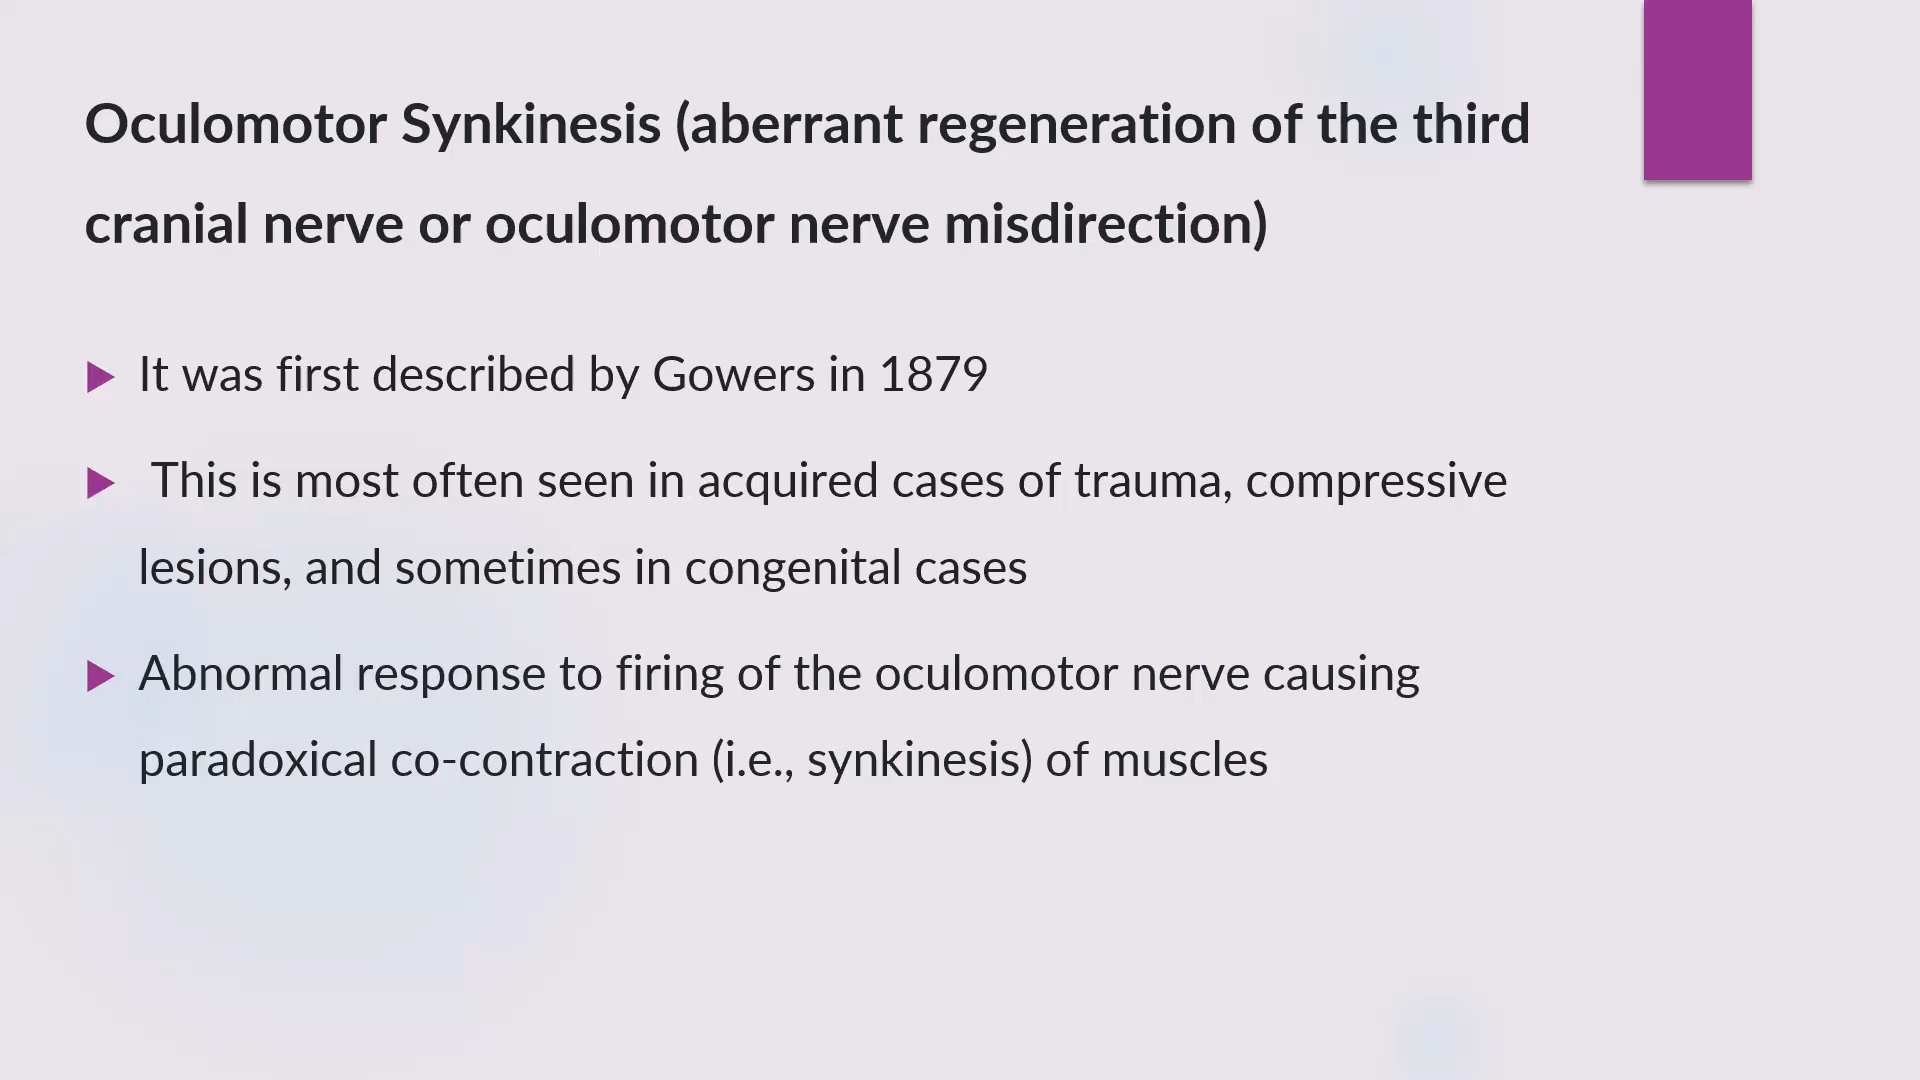 Oculomotor Synkinesis (aberrant regeneration of the third
cranial nerve or oculomotor nerve misdirection)
It was first described by Gowers in 1879
This is most often seen in acquired cases of trauma, compressive
lesions, and sometimes in congenital cases
Abnormal response to firing of the oculomotor nerve causing
paradoxical co-contraction (i.e., synkinesis) of muscles